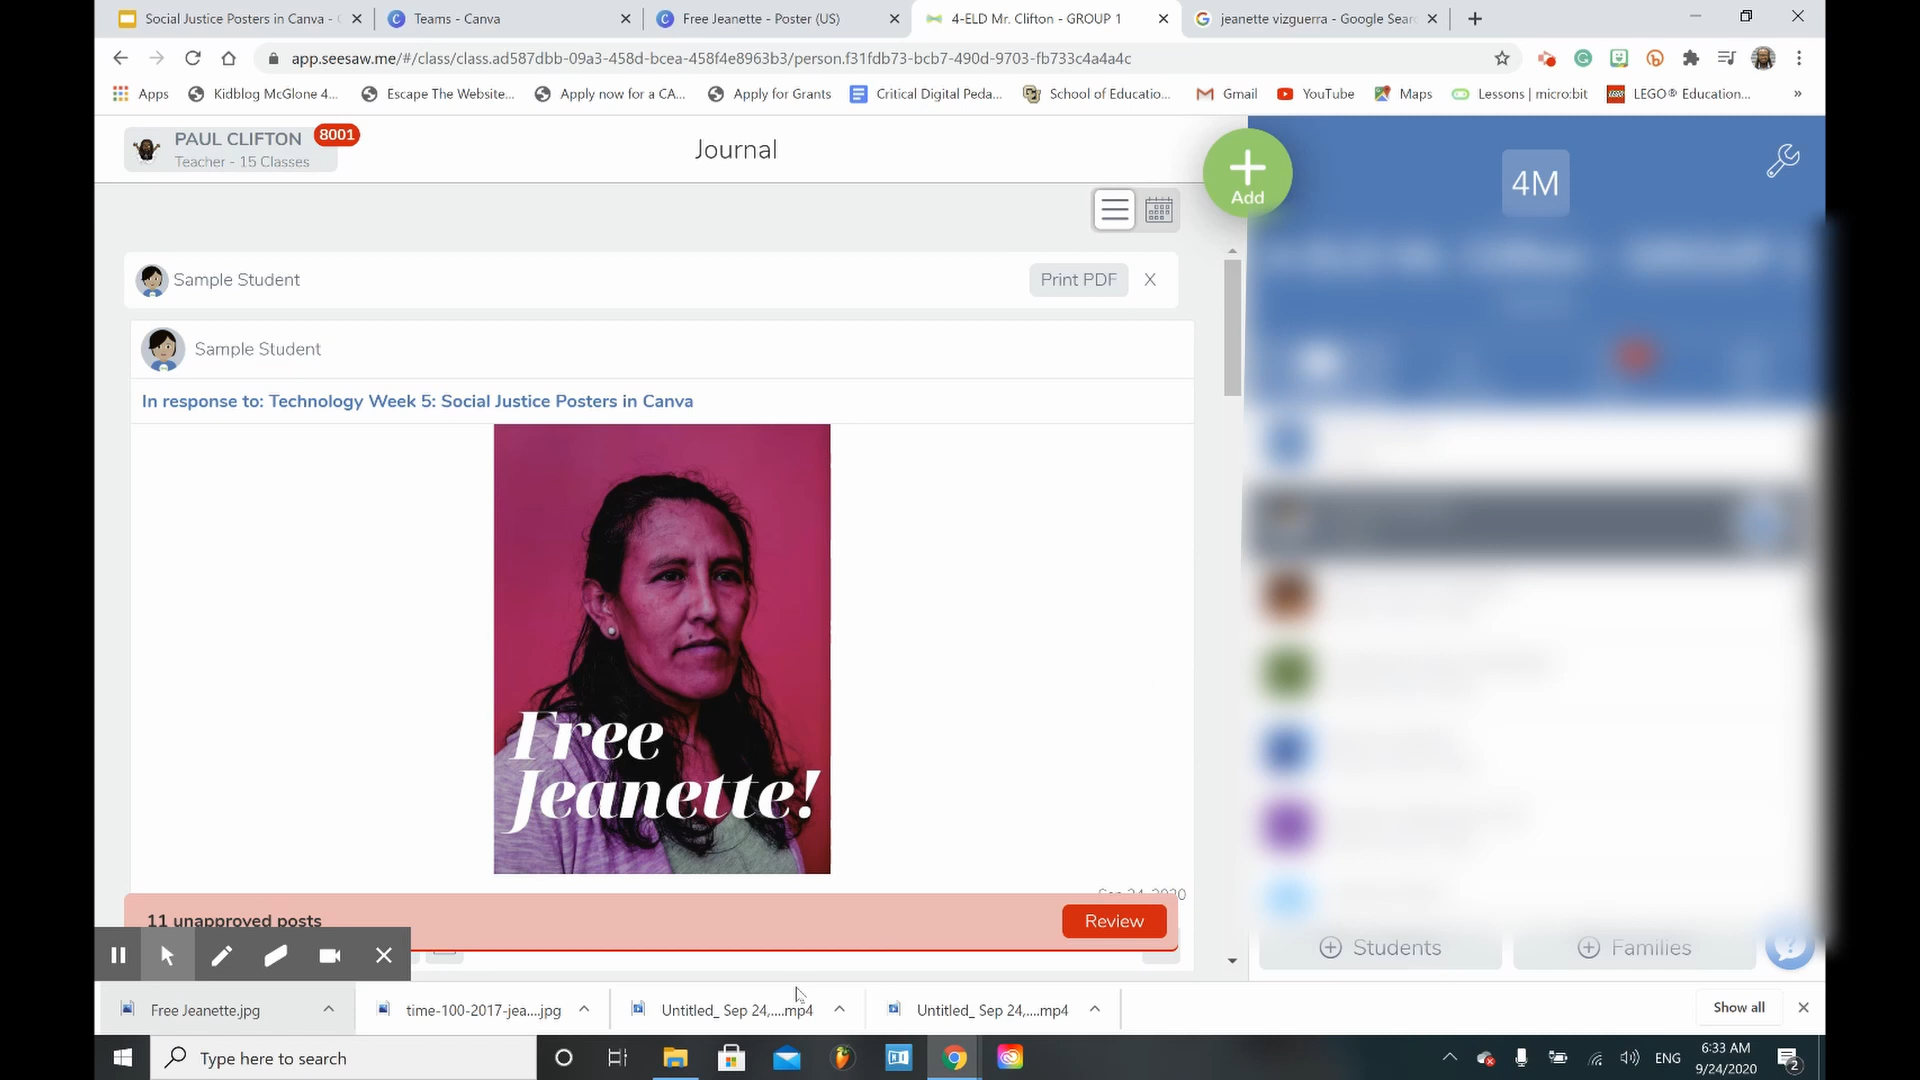 Social Justice Posters in Canva -
Teams - Canva
Free Jeanette - Poster (US)
4-ELD Mr. Clifton - GROUP 1
jeanette vizguerra - Google Sear
app.seesaw.me/#/class/class.ad587dbb-09a3-458d-bcea-458f4e8963b3/person.f31fdb73-bcb7-490d-9703-fb733c4a4a4c
Apps
Kidblog McGlone 4...
Escape The Website...
Apply now for a CA...
Apply for Grants
Critical Digital Peda...
School of Educatio...
Gmail
YouTube
Maps
Lessons | micro:bit
LEGO® Education...
»
PAUL CLIFTON
8001
Teacher - 15 Classes
Journal
Add
4M
Sample Student
Print PDF
X
Sample Student
In response to: Technology Week 5: Social Justice Posters in Canva
Free
Jeanette!
Sep 24, 2020
11 unapproved posts
Review
Students
Families
?
Free Jeanette.jpg
time-100-2017-jea....jpg
Untitled_ Sep 24,....mp4
Untitled_ Sep 24,....mp4
Show all
Type here to search
ENG
6:33 AM
9/24/2020
2